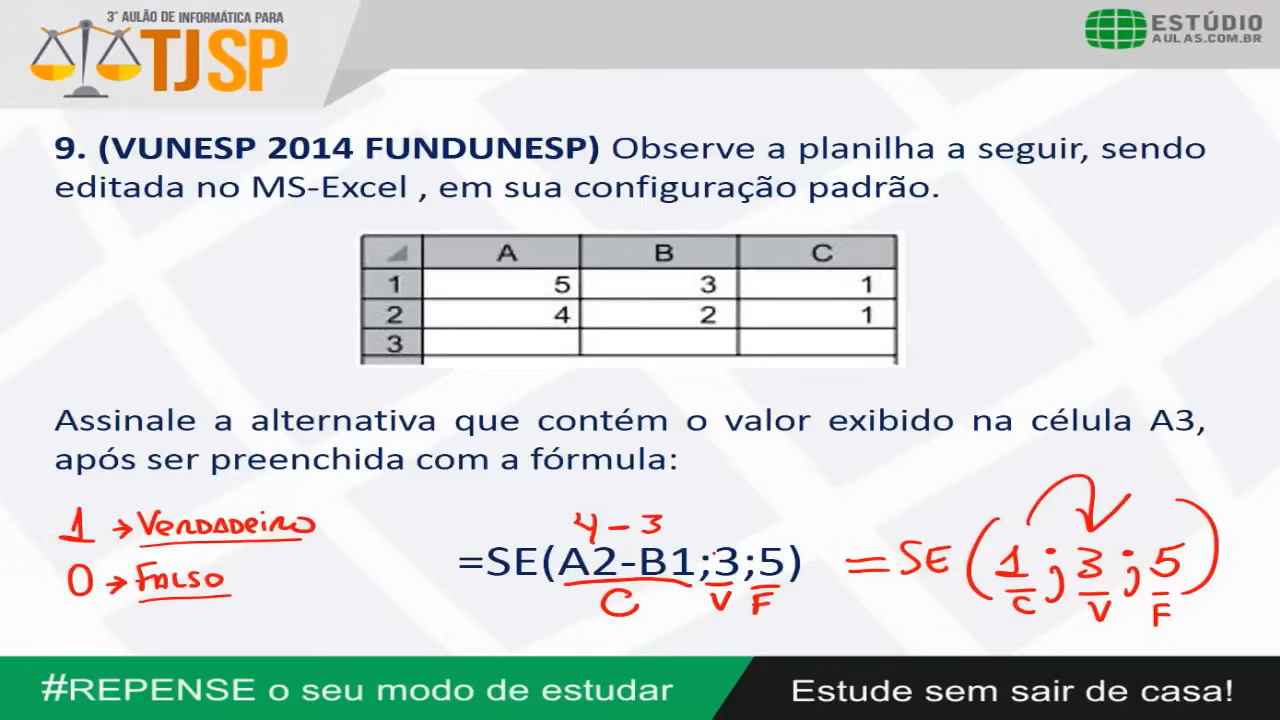 3° AULÃO DE INFORMÁTICA PARA
TJSP
ESTÚDIO
AULAS.COM.BR
9. (VUNESP 2014 FUNDUNESP) Observe a planilha a seguir, sendo
editada no MS-Excel , em sua configuração padrão.
A B C
1 5 3 1
2 4 2 1
3
Assinale a alternativa que contém o valor exibido na célula A3,
após ser preenchida com a fórmula:
1 → VERDADEIRO
0 → FALSO
4 - 3
=SE(A2-B1;3;5)
C V F
= SE (1;3;5)
C V F
#REPENSE o seu modo de estudar
Estude sem sair de casa!